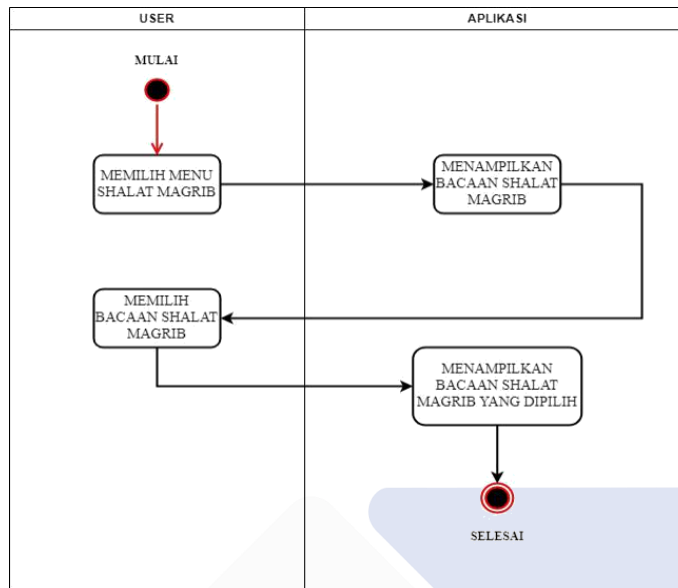 USER
APLIKASI
MULAI
MEMILIH MENU
SHALAT MAGRIB
MENAMPILKAN
BACAAN SHALAT
MAGRIB
MEMILIH
BACAAN SHALAT
MAGRIB
MENAMPILKAN
BACAAN SHALAT
MAGRIB YANG DIPILIH
SELESAI